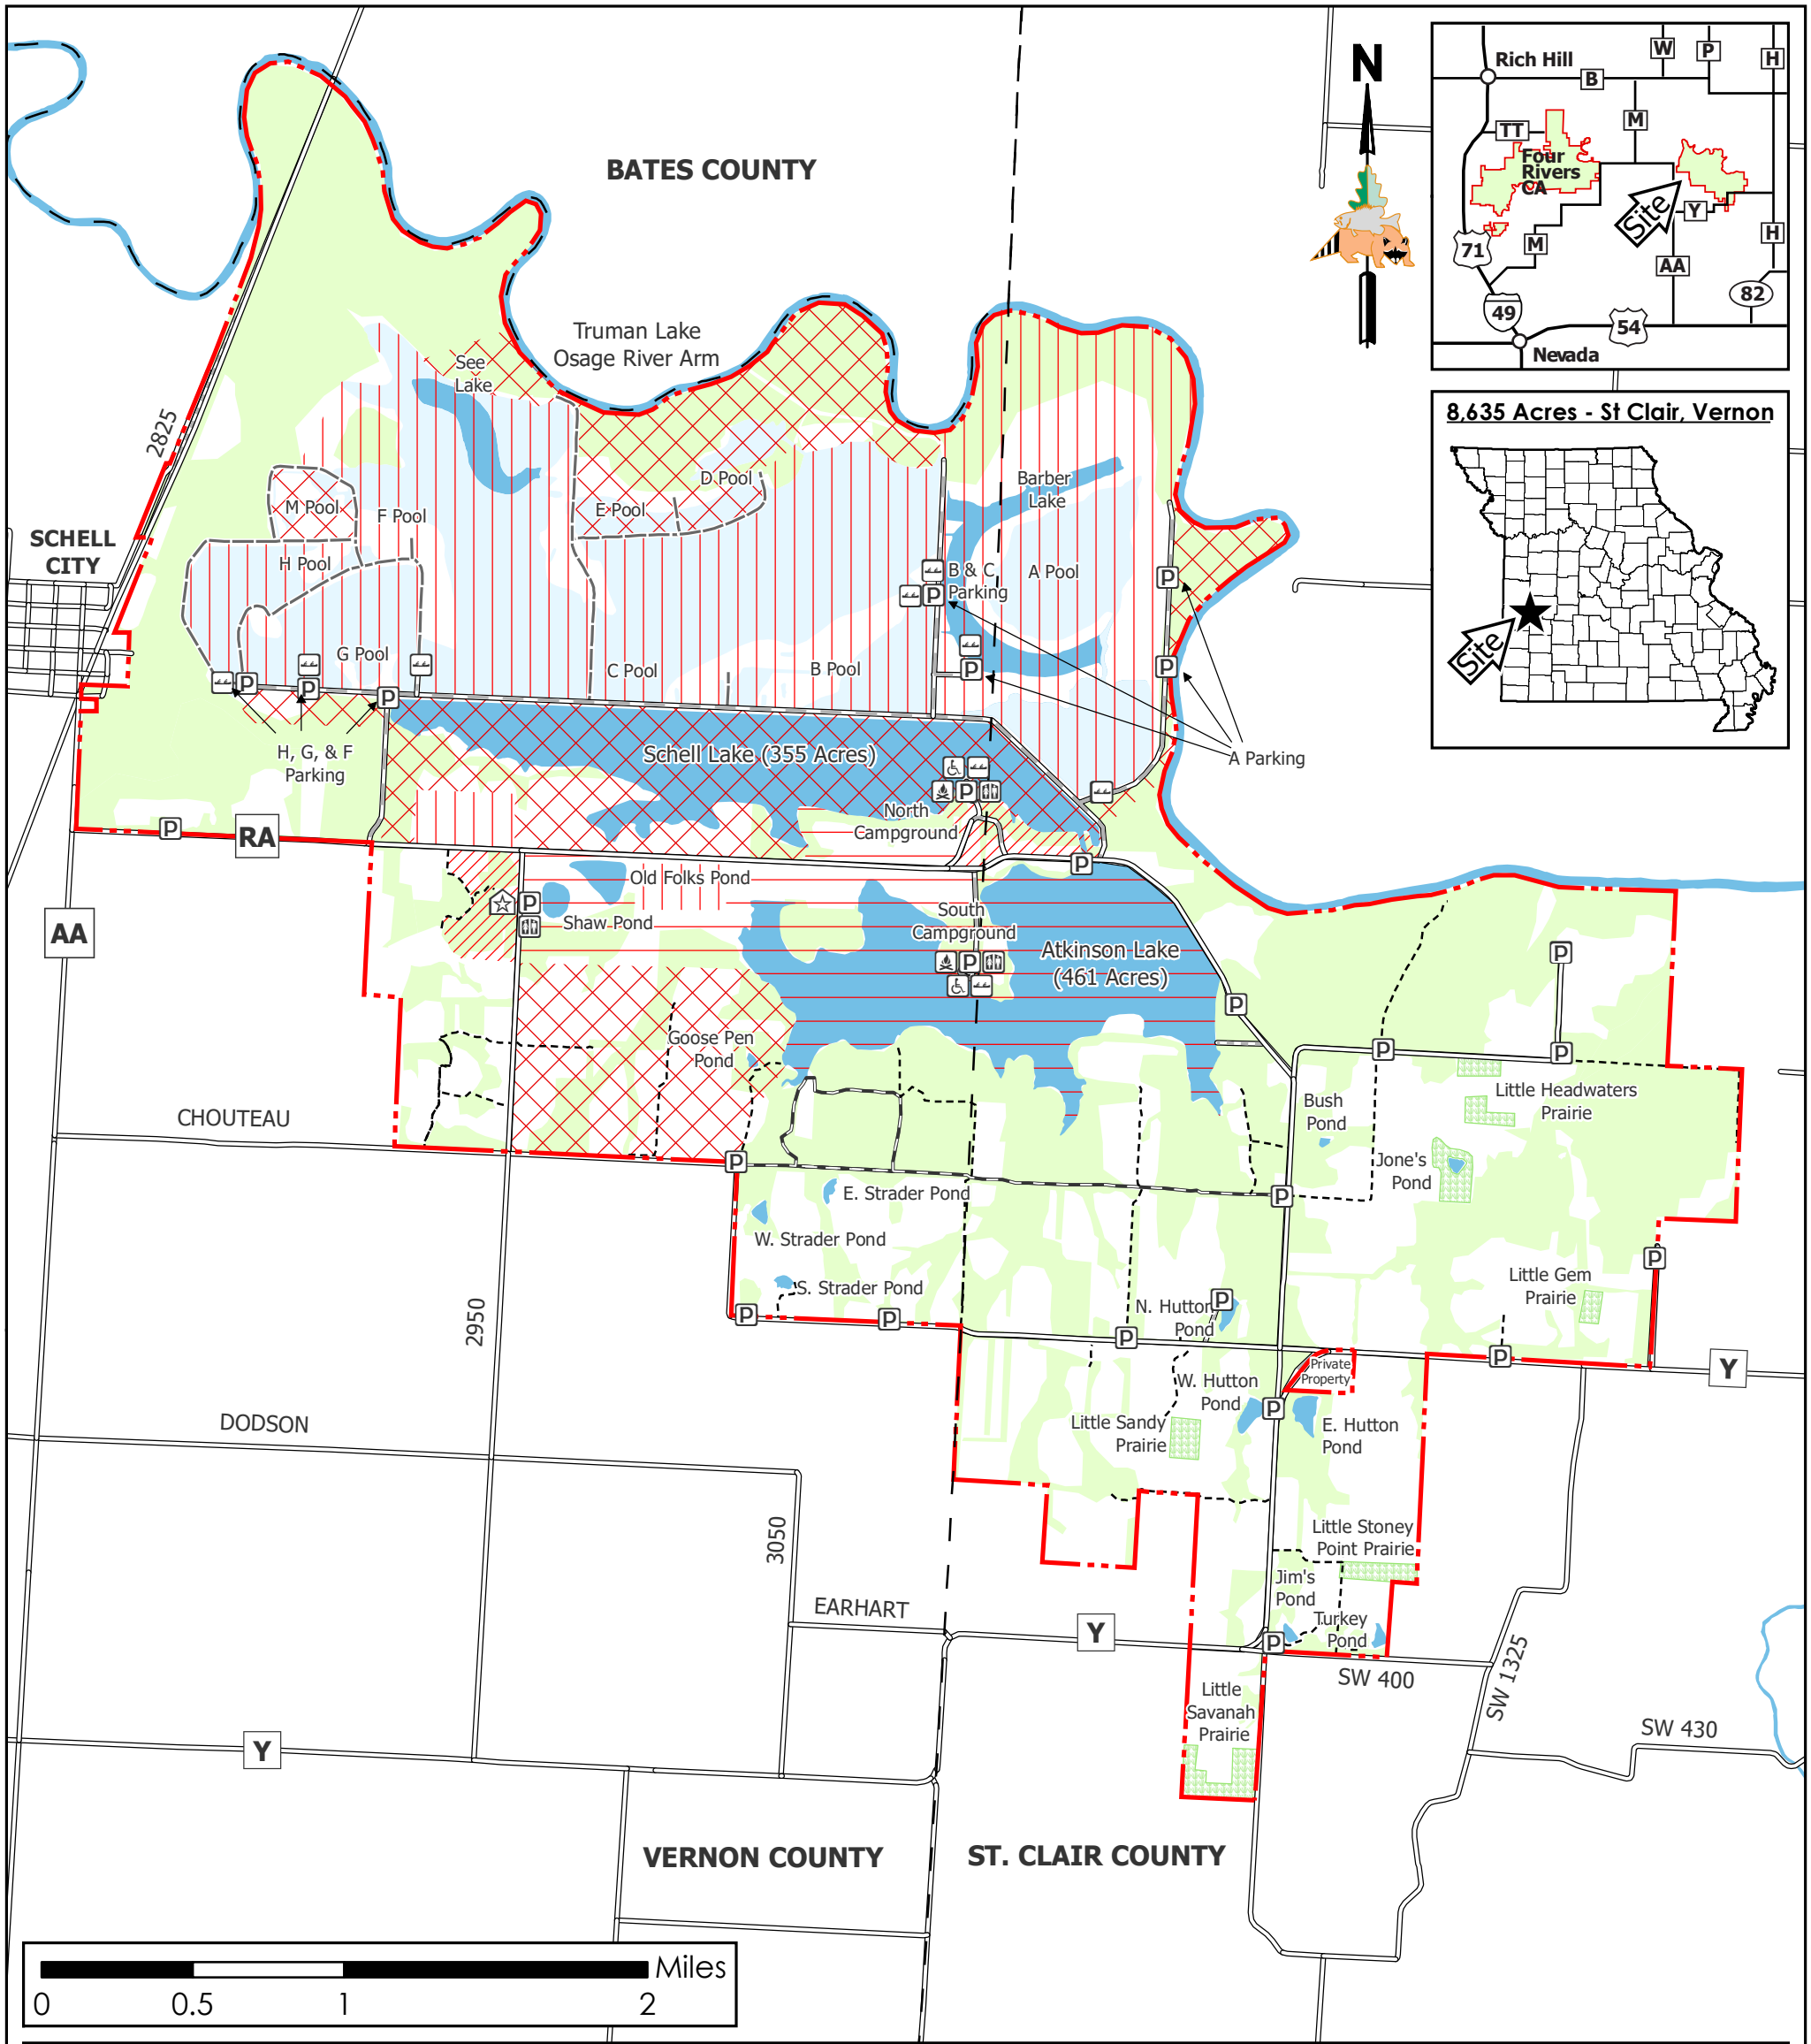 BATES COUNTY
N
Rich Hill
W
P
H
B
M
TT
Four
Rivers
CA
Site
Y
71
M
H
AA
82
49
54
Nevada
8,635 Acres - St Clair, Vernon
Site
Truman Lake
Osage River Arm
See
Lake
2825
M Pool
F Pool
E Pool
D Pool
Barber
Lake
SCHELL
CITY
H Pool
B & C
Parking
P
A Pool
P
G Pool
C Pool
B Pool
P
P
P
P
P
H, G, & F
Parking
Schell Lake (355 Acres)
A Parking
P
North
Campground
P
RA
P
Old Folks Pond
P
Shaw Pond
South
Campground
P
Atkinson Lake
(461 Acres)
AA
P
P
Goose Pen
Pond
P
P
Little Headwaters
Prairie
Bush
Pond
CHOUTEAU
P
Jone's
Pond
P
E. Strader Pond
W. Strader Pond
P
Little Gem
Prairie
S. Strader Pond
P
P
N. Hutton
Pond
P
P
P
Y
2950
Private
Property
W. Hutton
Pond
P
Little Sandy
Prairie
E. Hutton
Pond
DODSON
3050
Little Stoney
Point Prairie
Jim's
Pond
Turkey
Pond
EARHART
Y
P
SW 400
SW 1325
Little
Savanah
Prairie
SW 430
Y
VERNON COUNTY
ST. CLAIR COUNTY
Miles
0
0.5
1
2